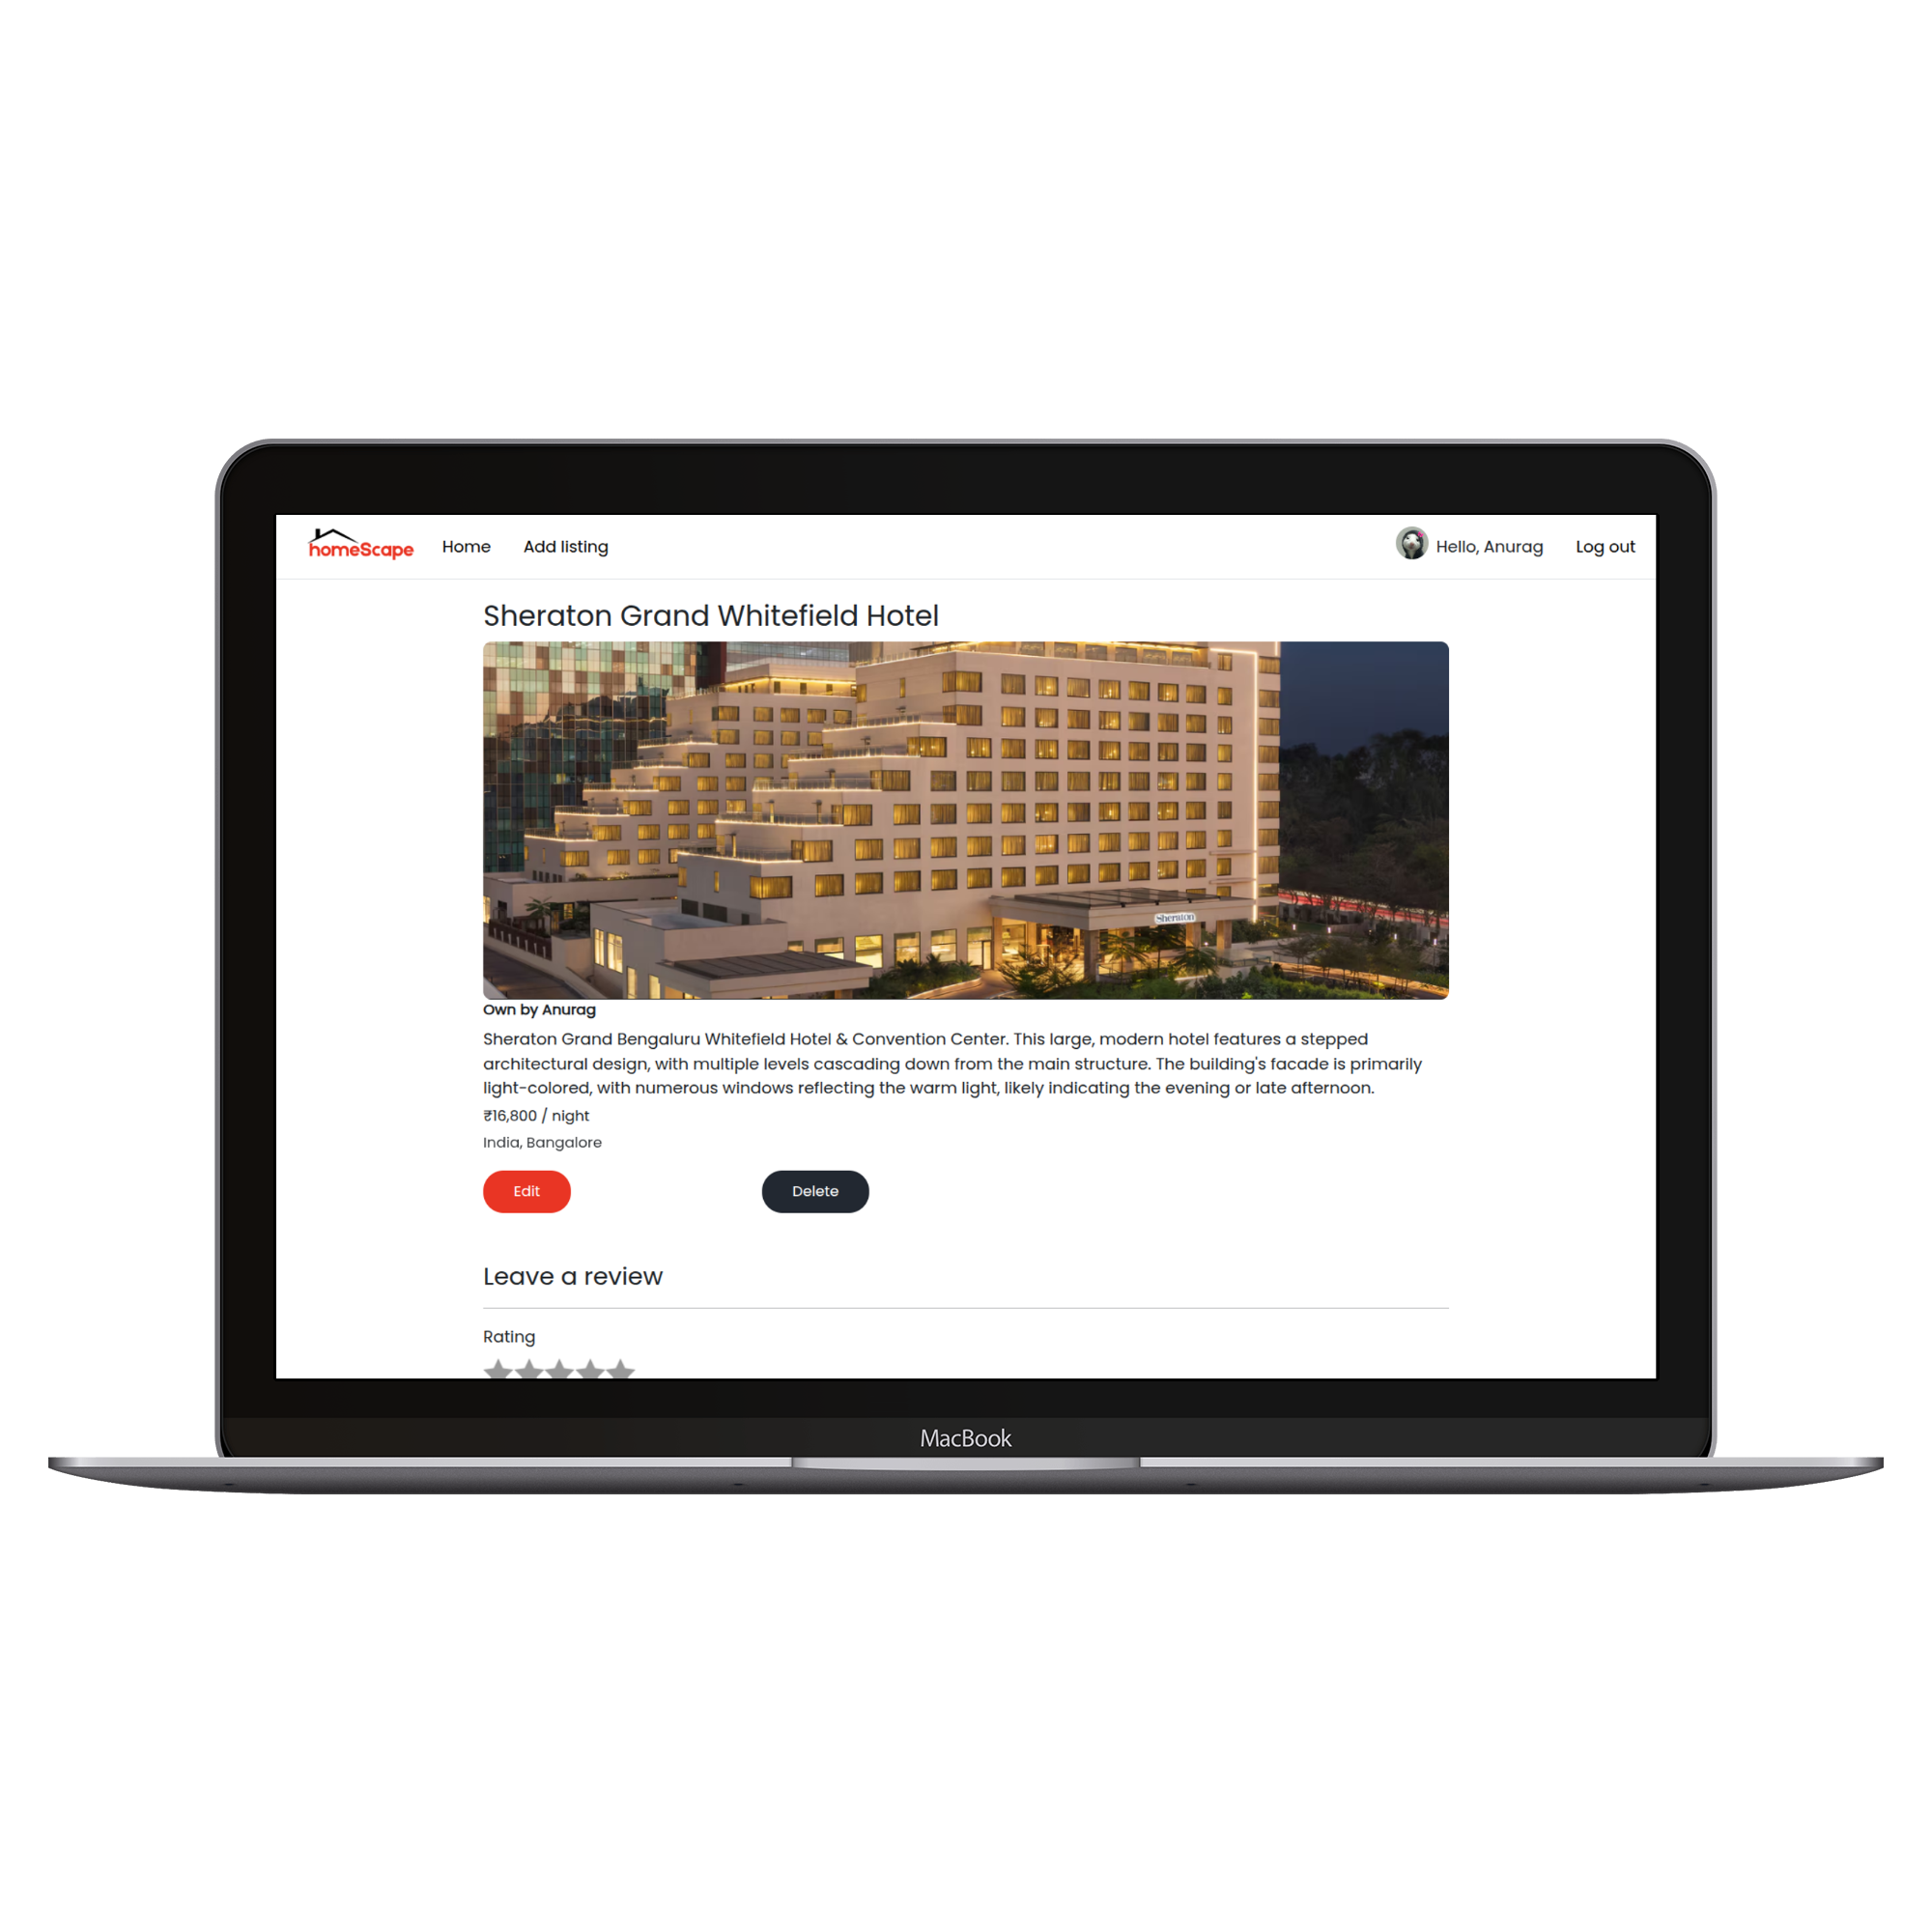 homeScape Home Add listing Hello, Anurag Log out
Sheraton Grand Whitefield Hotel
Sheraton
Own by Anurag
Sheraton Grand Bengaluru Whitefield Hotel & Convention Center. This large, modern hotel features a stepped
architectural design, with multiple levels cascading down from the main structure. The building's facade is primarily
light-colored, with numerous windows reflecting the warm light, likely indicating the evening or late afternoon.
₹16,800 / night
India, Bangalore
Edit Delete
Leave a review
Rating
MacBook